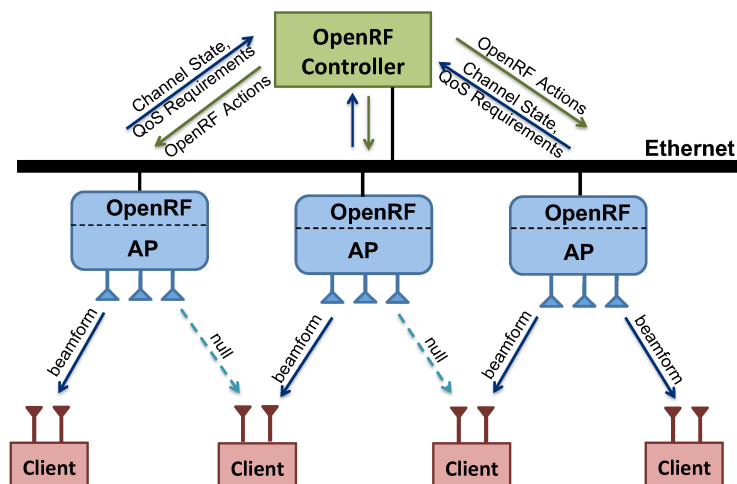 OpenRF
Controller
Channel State,
QoS Requirements
OpenRF Actions
OpenRF Actions
Channel State,
QoS Requirements
Ethernet
OpenRF
AP
OpenRF
AP
OpenRF
AP
beamform
null
beamform
null
beamform
beamform
Client
Client
Client
Client